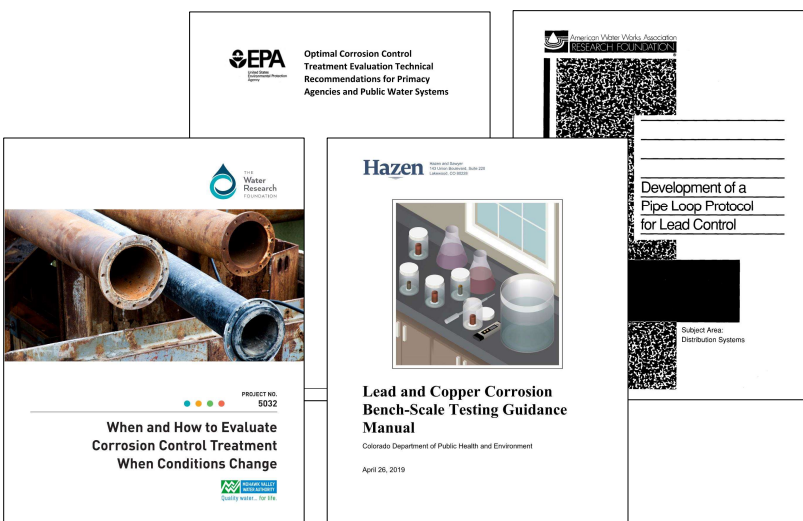 EPA
United States
Environmental Protection
Agency
Optimal Corrosion Control
Treatment Evaluation Technical
Recommendations for Primacy
Agencies and Public Water Systems
American Water Works Association
RESEARCH FOUNDATION
Development of a
Pipe Loop Protocol
for Lead Control
Subject Area:
Distribution Systems
THE
Water
Research
FOUNDATION
PROJECT NO.
5032
When and How to Evaluate
Corrosion Control Treatment
When Conditions Change
MOHAWK VALLEY
WATER AUTHORITY
Quality water... for life.
Hazen
Hazen and Sawyer
143 Union Boulevard, Suite 200
Lakewood, CO 80228
Lead and Copper Corrosion
Bench-Scale Testing Guidance
Manual
Colorado Department of Public Health and Environment
April 26, 2019